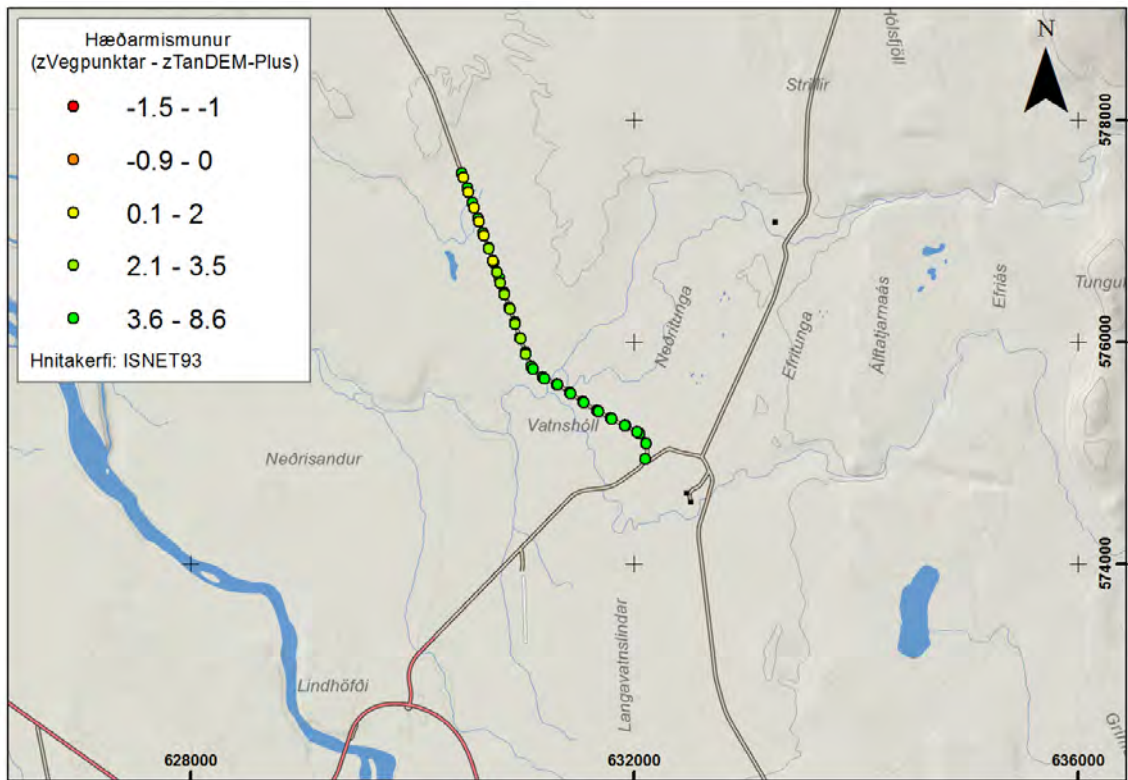 Hæðarmismunur
(zVegpunktar - zTanDEM-Plus)
-1.5 - -1
-0.9 - 0
0.1 - 2
2.1 - 3.5
3.6 - 8.6
Hnitakerfi: ISNET93
N
Hólsfjöll
Strillir
578000
Neðritunga
Efritunga
Álftatjarnaás
Efriás
Tungu
576000
Vatnshóll
Neðrisandur
574000
Langavatnslindar
Lindhöfði
628000
632000
636000